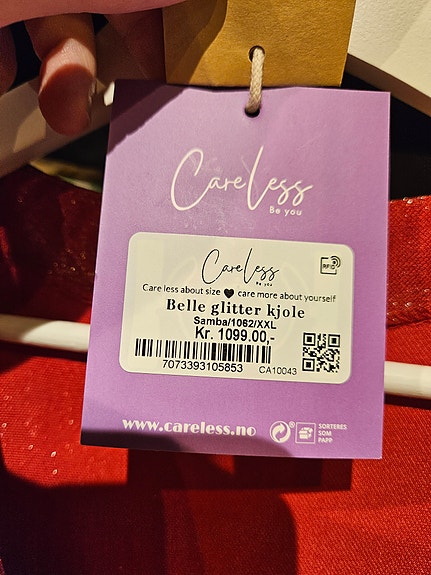 CareLess
Be you
CareLess
Be you
RFID
Care less about size ♥ care more about yourself
Belle glitter kjole
Samba/1062/XXL
Kr. 1099.00,-
7073393105853
CA10043
www.careless.no
SORTERES
SOM
PAPP